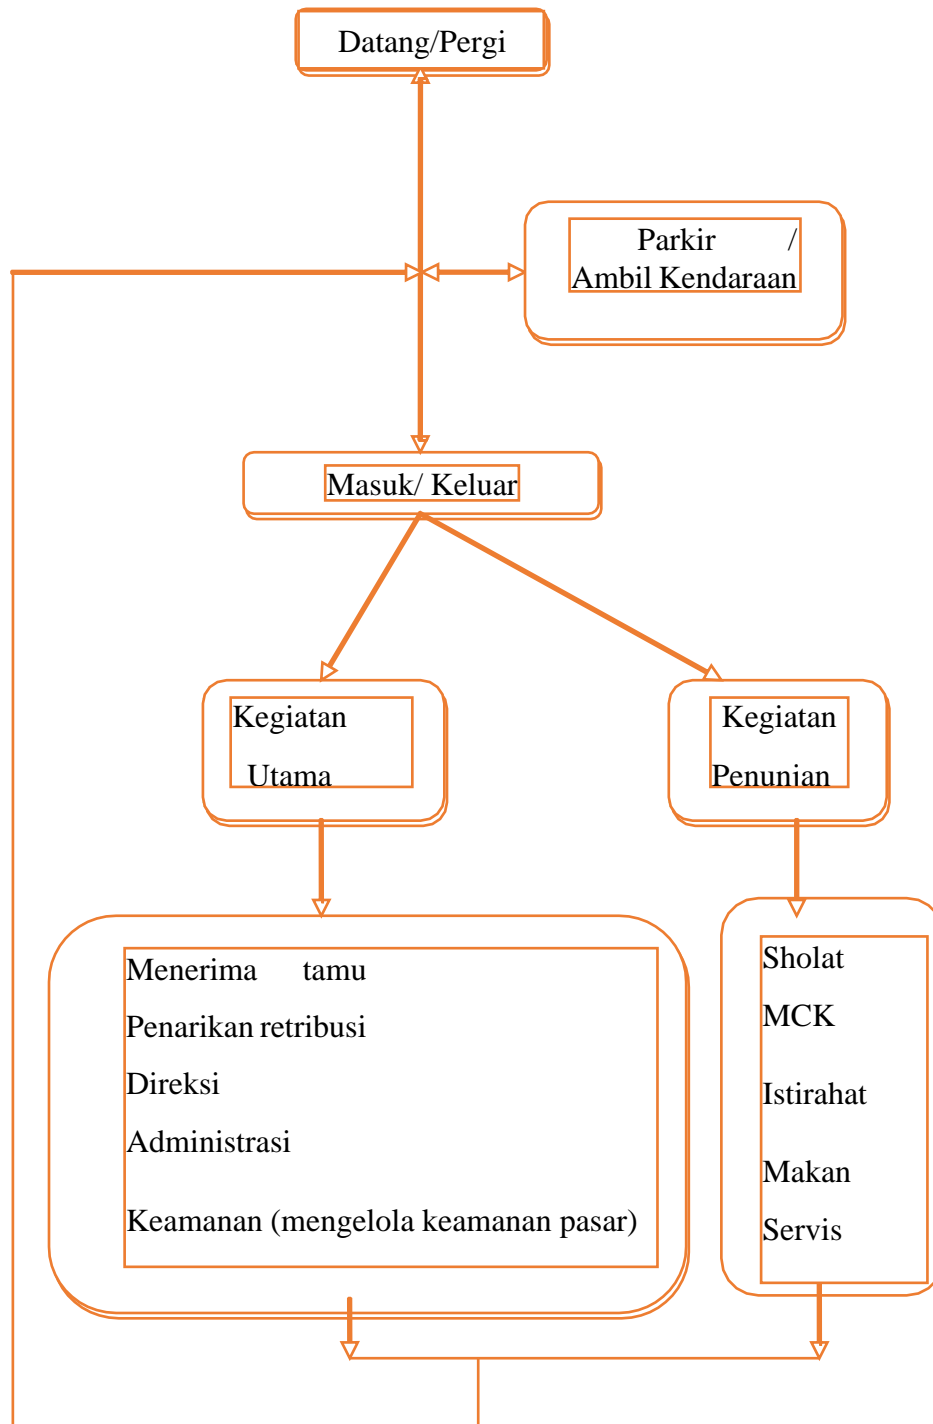 Datang/Pergi
Parkir /
Ambil Kendaraan
Masuk/ Keluar
Kegiatan
Utama
Kegiatan
Penunian
Menerima tamu
Penarikan retribusi
Direksi
Administrasi
Keamanan (mengelola keamanan pasar)
Sholat
MCK
Istirahat
Makan
Servis